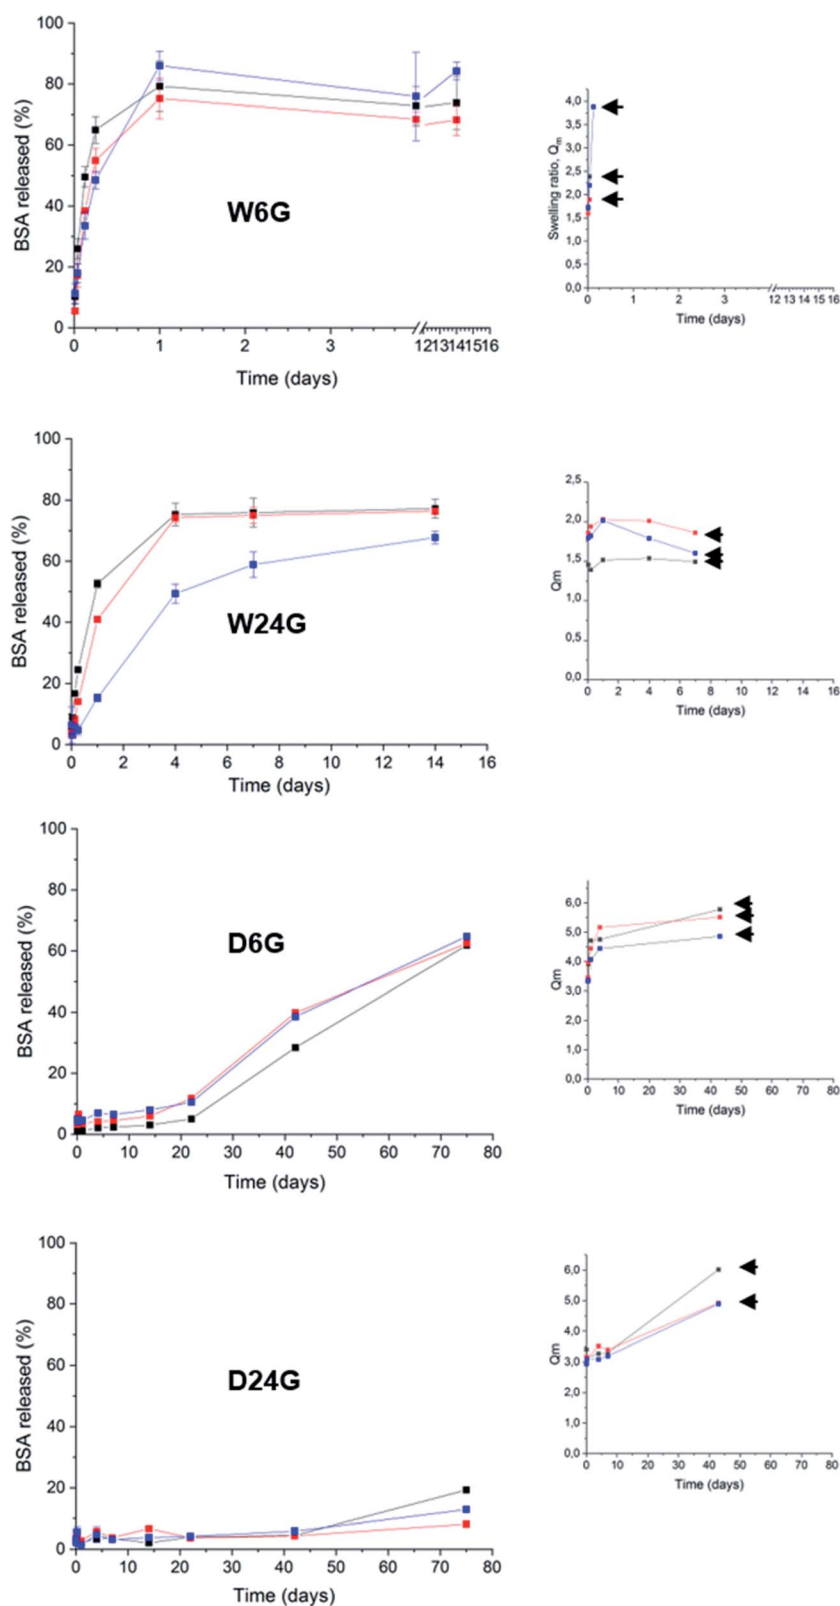 100
80
60
40
20
0
BSA released (%)
W6G
0 1 2 3 1213141516
Time (days)
4,0
3,5
3,0
2,5
2,0
1,5
1,0
0,5
0,0
Swelling ratio, Qm
0 1 2 3 12 13 14 15 16
Time (days)
100
80
60
40
20
0
BSA released (%)
W24G
0 2 4 6 8 10 12 14 16
Time (days)
2,5
2,0
1,5
1,0
0,5
0,0
Qm
0 2 4 6 8 10 12 14 16
Time (days)
100
80
60
40
20
0
BSA released (%)
D6G
0 10 20 30 40 50 60 70 80
Time (days)
6,0
5,0
4,0
3,0
2,0
1,0
0,0
Qm
0 10 20 30 40 50 60 70 80
Time (days)
100
80
60
40
20
0
BSA released (%)
D24G
0 10 20 30 40 50 60 70 80
Time (days)
6,0
5,0
4,0
3,0
2,0
1,0
0,0
Qm
0 10 20 30 40 50 60 70 80
Time (days)